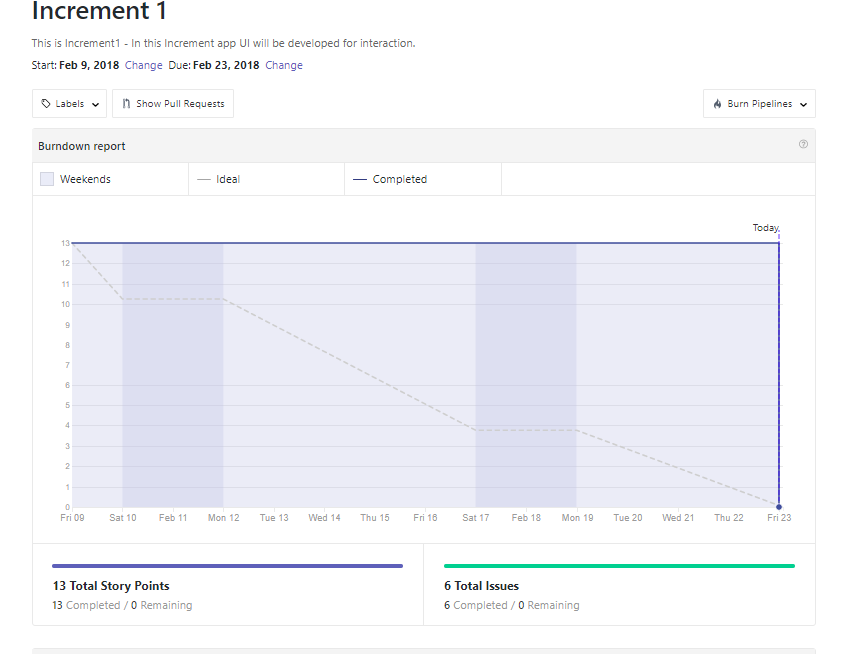 Increment 1
This is Increment1 - In this Increment app UI will be developed for interaction.
Start: Feb 9, 2018 Change Due: Feb 23, 2018 Change
Labels Show Pull Requests Burn Pipelines
Burndown report
Weekends Ideal Completed
Today
13
12
11
10
9
8
7
6
5
4
3
2
1
0
Fri 09 Sat 10 Feb 11 Mon 12 Tue 13 Wed 14 Thu 15 Fri 16 Sat 17 Feb 18 Mon 19 Tue 20 Wed 21 Thu 22 Fri 23
13 Total Story Points 6 Total Issues
13 Completed / 0 Remaining 6 Completed / 0 Remaining